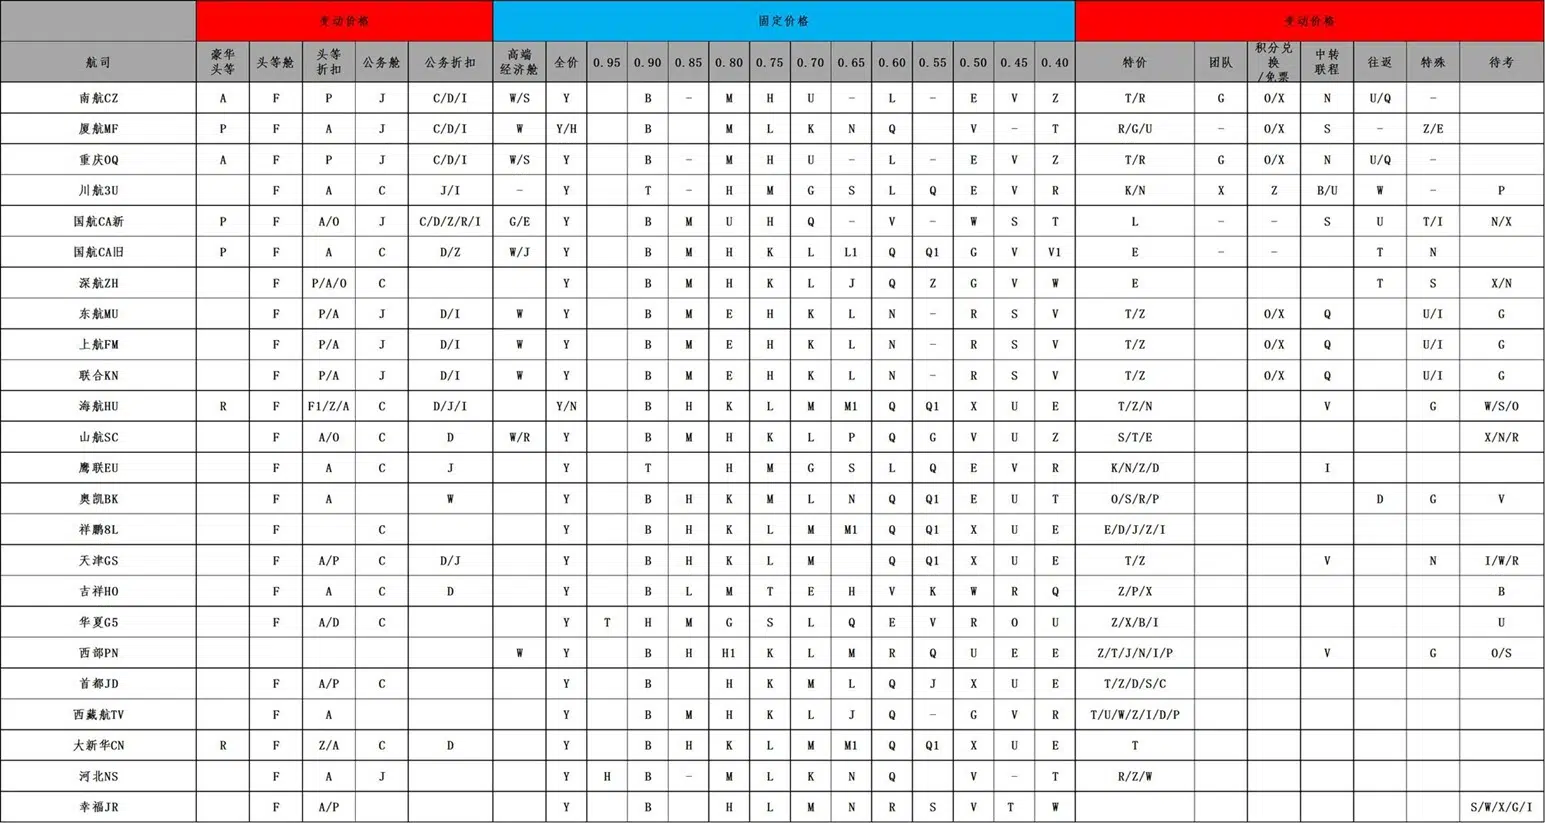 变动价格 固定价格 变动价格
航司 豪华头等 头等舱 头等折扣 公务舱 公务折扣 高端经济舱 全价 0.95 0.90 0.85 0.80 0.75 0.70 0.65 0.60 0.55 0.50 0.45 0.40 特价 团队 积分兑换/免票 中转联程 往返 特殊 待考
南航CZ A F P J C/D/I W/S Y B - M H U - L - E V Z T/R G O/X N U/Q -
厦航MF P F A J C/D/I W Y/H B M L K N Q V - T R/G/U - O/X S - Z/E
重庆OQ A F P J C/D/I W/S Y B - M H U - L - E V Z T/R G O/X N U/Q -
川航3U F A C J/I - Y T - H M G S L Q E V R K/N X Z B/U W - P
国航CA新 P F A/O J C/D/Z/R/I G/E Y B M U H Q - V - W S T L - - S U T/I N/X
国航CA旧 P F A C D/Z W/J Y B M H K L L1 Q Q1 G V V1 E - - T N
深航ZH F P/A/O C Y B M H K L J Q Z G V W E T S X/N
东航MU F P/A J D/I W Y B M E H K L N - R S V T/Z O/X Q U/I G
上航FM F P/A J D/I W Y B M E H K L N - R S V T/Z O/X Q U/I G
联合KN F P/A J D/I W Y B M E H K L N - R S V T/Z O/X Q U/I G
海航HU R F F1/Z/A C D/J/I Y/N B H K L M M1 Q Q1 X U E T/Z/N V G W/S/O
山航SC F A/O C D W/R Y B M H K L P Q G V U Z S/T/E X/N/R
鹰联EU F A C J Y T H M G S L Q E V R K/N/Z/D I
奥凯BK F A W Y B H K M L N Q Q1 E U T O/S/R/P D G V
祥鹏8L F C Y B H K L M M1 Q Q1 X U E E/D/J/Z/I
天津GS F A/P C D/J Y B H K L M Q Q1 X U E T/Z V N I/W/R
吉祥HO F A C D Y B L M T E H V K W R Q Z/P/X B
华夏G5 F A/D C Y T H M G S L Q E V R O U Z/X/B/I U
西部PN W Y B H H1 K L M R Q U E E Z/T/J/N/I/P V G O/S
首都JD F A/P C Y B H K M L Q J X U E T/Z/D/S/C
西藏航TV F A Y B M H K L J Q - G V R T/U/W/Z/I/D/P
大新华CN R F Z/A C D Y B H K L M M1 Q Q1 X U E T
河北NS F A J Y H B - M L K N Q V - T R/Z/W
幸福JR F A/P Y B H L M N R S V T W S/W/X/G/I